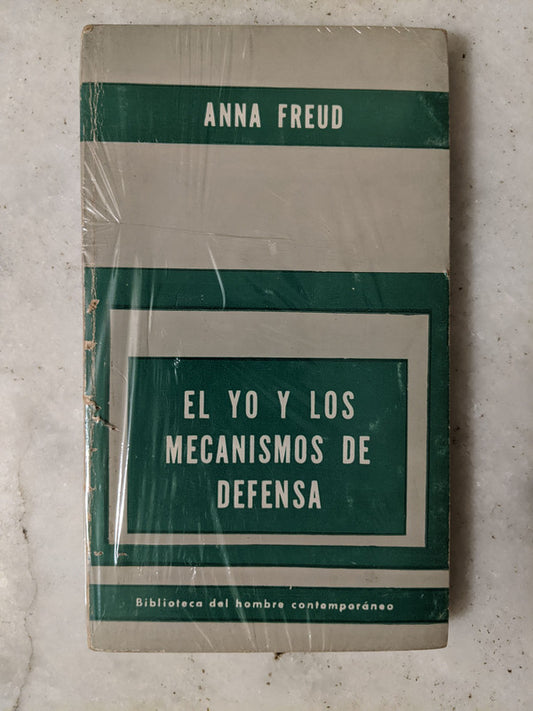 ANNA FREUD
EL YO Y LOS
MECANISMOS DE
DEFENSA
Biblioteca del hombre contemporáneo